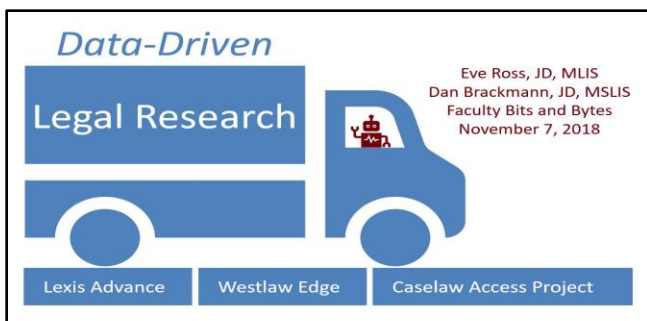 Data-Driven
Legal Research
Eve Ross, JD, MLIS
Dan Brackmann, JD, MSLIS
Faculty Bits and Bytes
November 7, 2018
Lexis Advance
Westlaw Edge
Caselaw Access Project